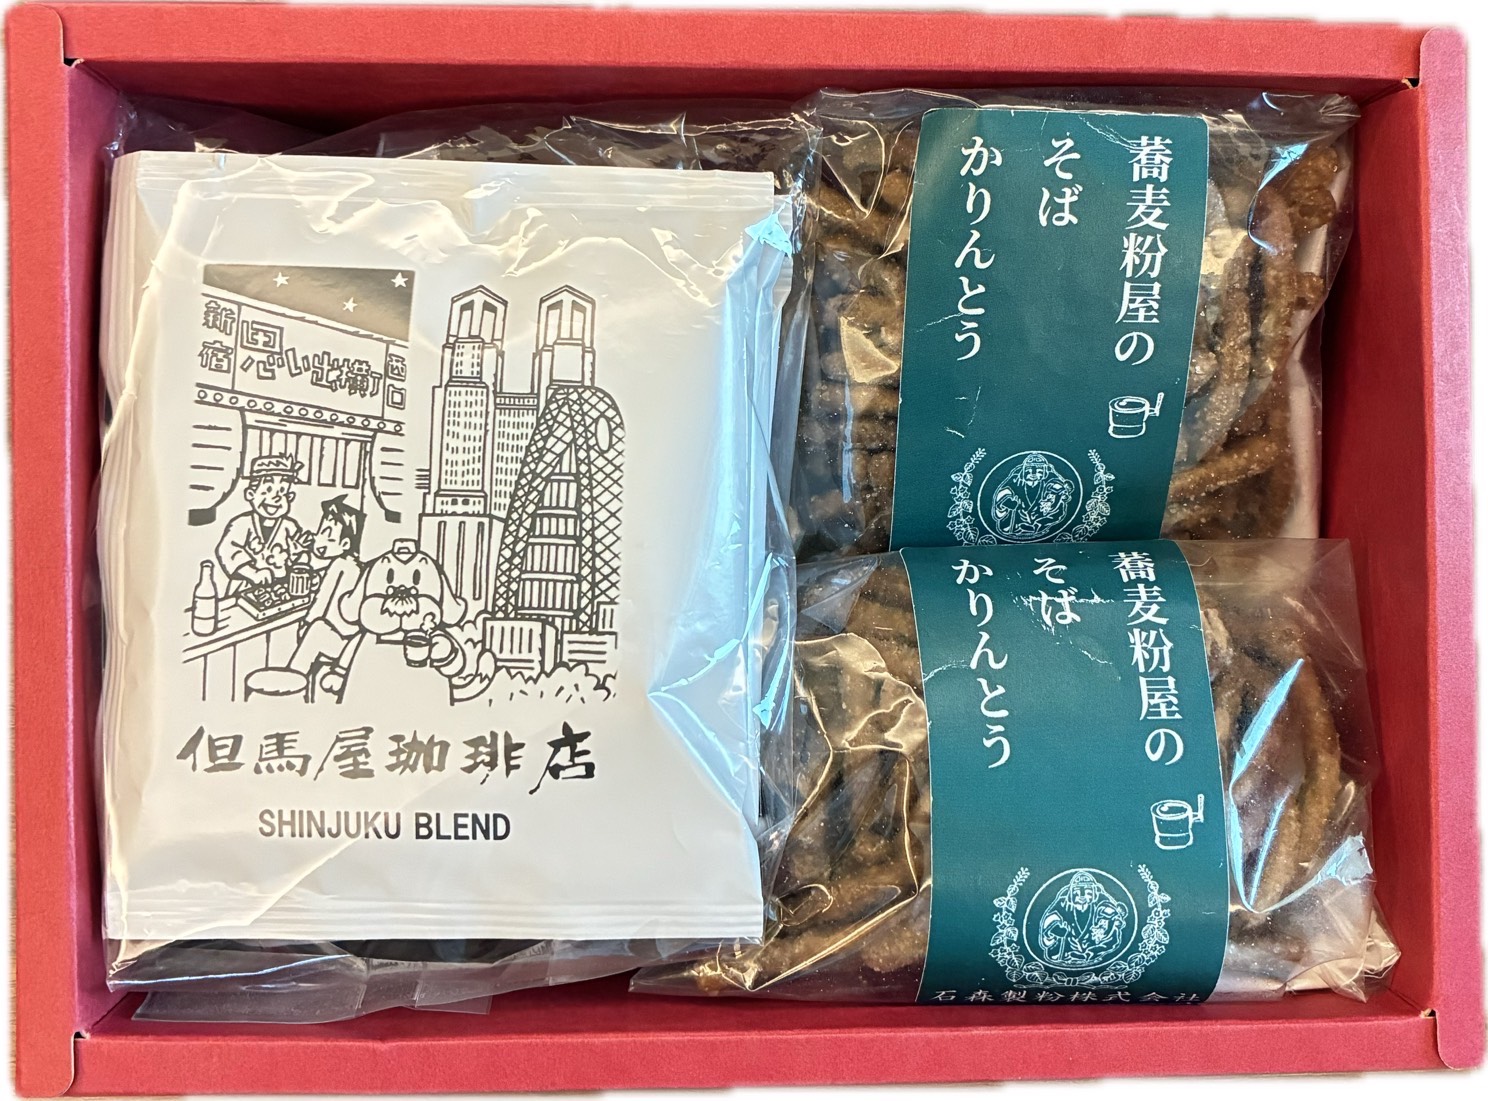 新宿
思い出横丁
西口
但馬屋珈琲店
SHINJUKU BLEND
蕎麦粉屋の
そば
かりんとう
蕎麦粉屋の
そば
かりんとう
石森製粉株式会社